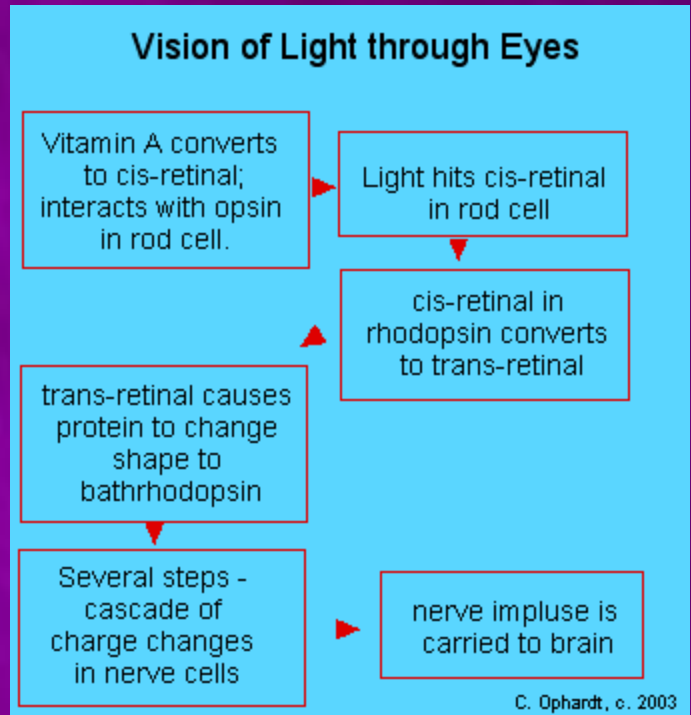 Vision of Light through Eyes
Vitamin A converts
to cis-retinal;
interacts with opsin
in rod cell.
Light hits cis-retinal
in rod cell
cis-retinal in
rhodopsin converts
to trans-retinal
trans-retinal causes
protein to change
shape to
bathrhodopsin
Several steps -
cascade of
charge changes
in nerve cells
nerve impluse is
carried to brain
C. Ophardt, c. 2003